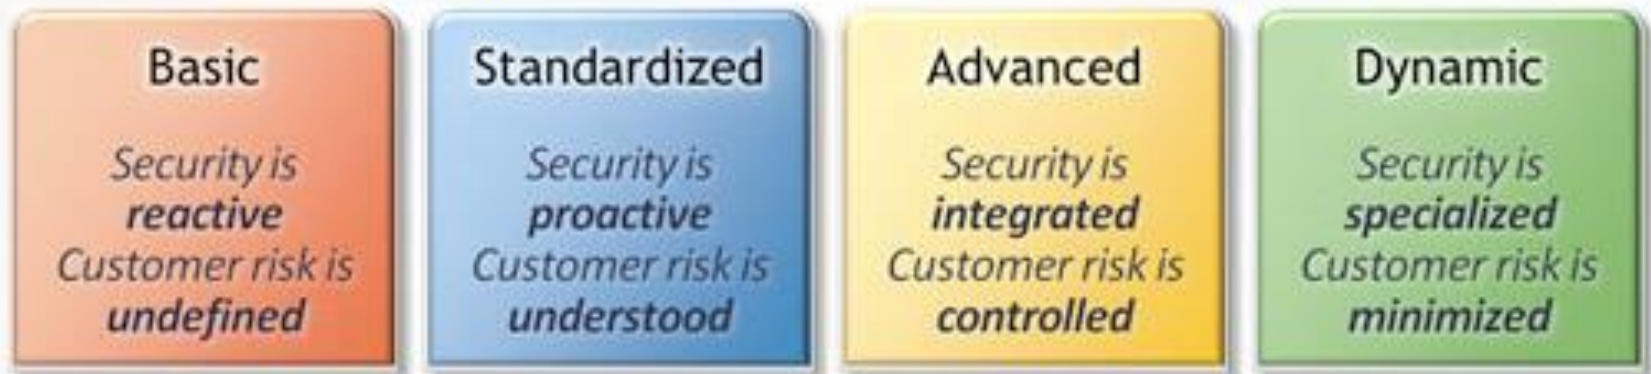 Basic
Security is
reactive
Customer risk is
undefined
Standardized
Security is
proactive
Customer risk is
understood
Advanced
Security is
integrated
Customer risk is
controlled
Dynamic
Security is
specialized
Customer risk is
minimized